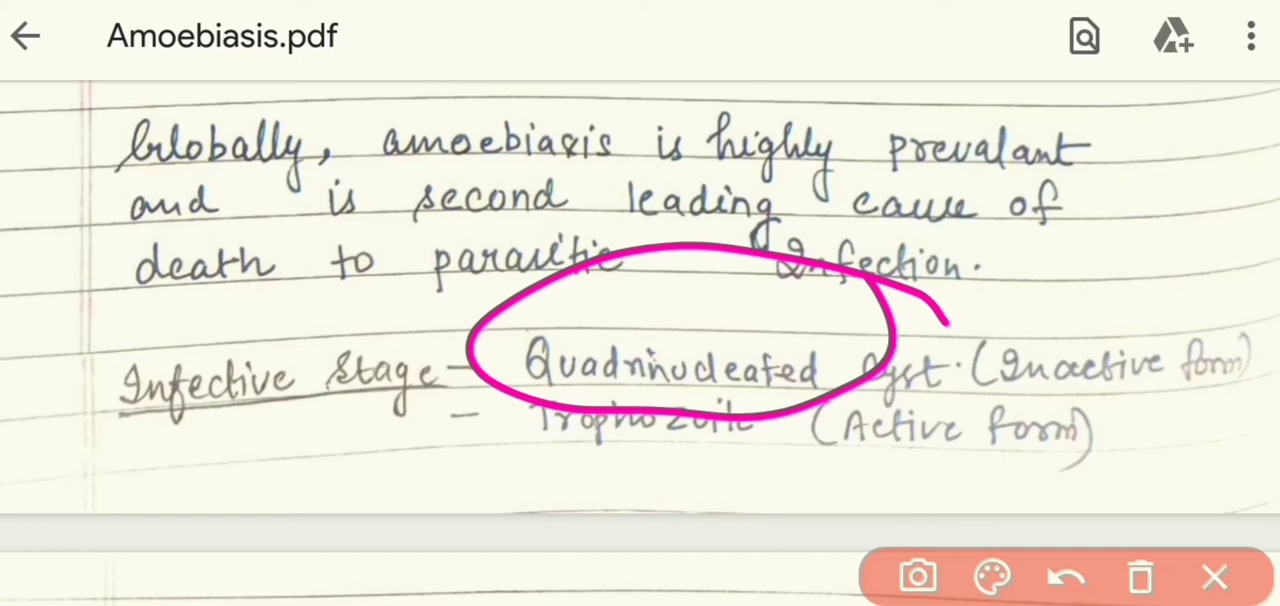 Amoebiasis.pdf
Globally, amoebiasis is highly prevalant
and is second leading cause of
death to parasitic Infection.
Infective Stage - Quadrinucleated Cyst. (Inactive form)
- Trophozoite (Active form)